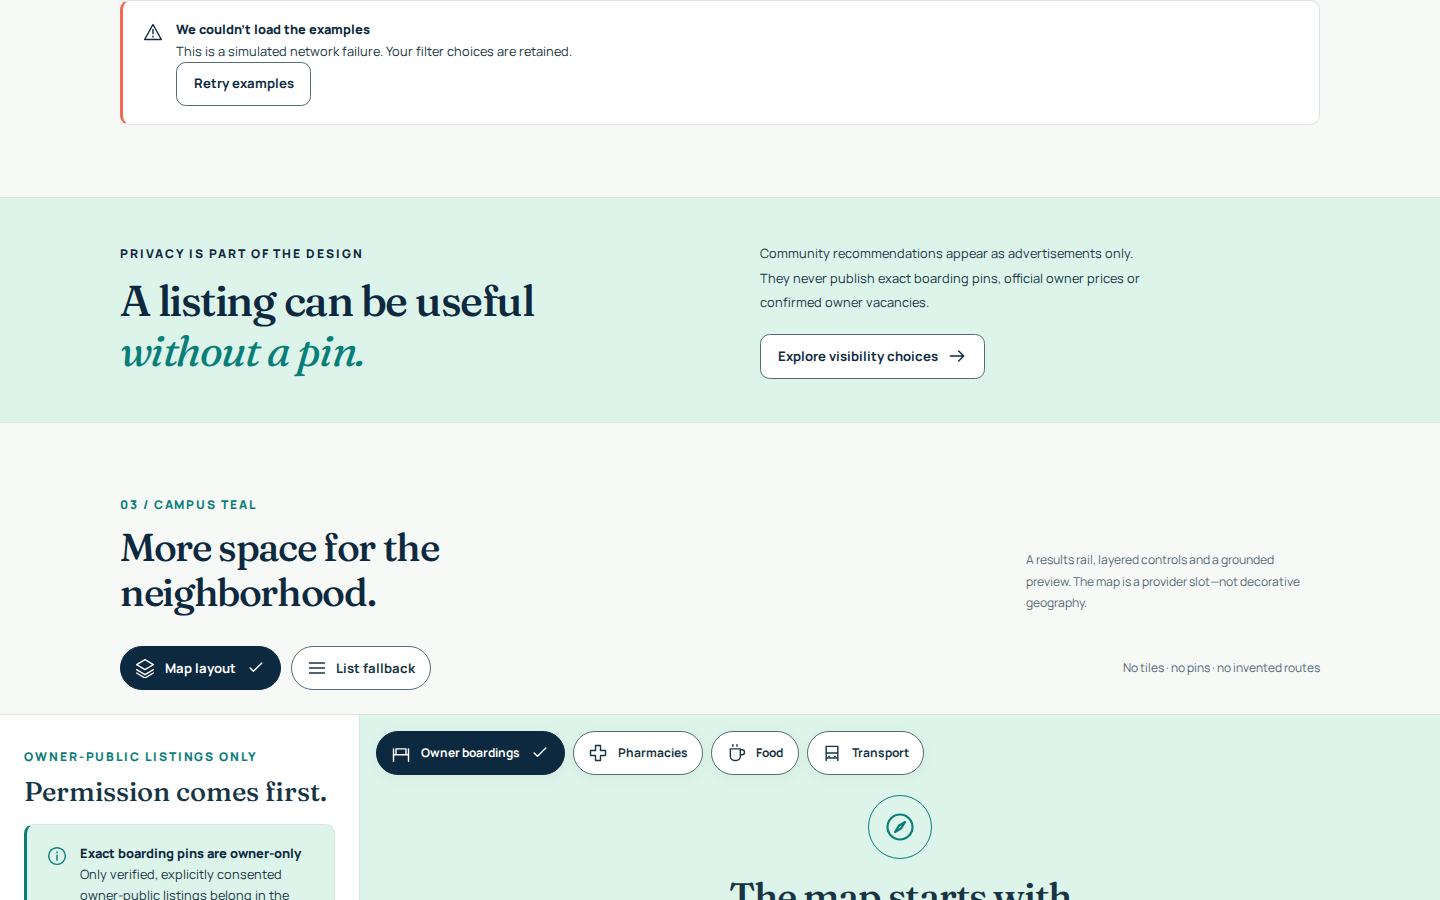 We couldn't load the examples
This is a simulated network failure. Your filter choices are retained.
Retry examples
PRIVACY IS PART OF THE DESIGN
A listing can be useful
without a pin.
Community recommendations appear as advertisements only.
They never publish exact boarding pins, official owner prices or
confirmed owner vacancies.
Explore visibility choices
03 / CAMPUS TEAL
More space for the
neighborhood.
A results rail, layered controls and a grounded
preview. The map is a provider slot—not decorative
geography.
Map layout
List fallback
No tiles · no pins · no invented routes
OWNER-PUBLIC LISTINGS ONLY
Permission comes first.
Exact boarding pins are owner-only
Only verified, explicitly consented
owner-public listings belong in the
Owner boardings
Pharmacies
Food
Transport
The map starts with